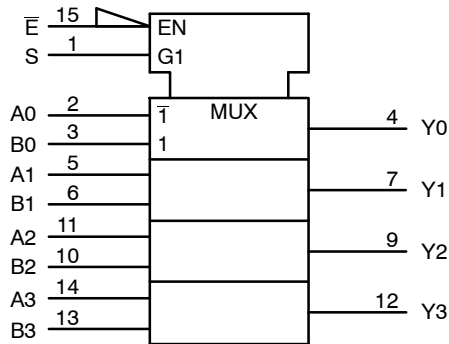 E̅ 15 EN
S 1 G1
A0 2 1̅ MUX 4 Y0
B0 3 1
A1 5 7 Y1
B1 6
A2 11 9 Y2
B2 10
A3 14 12 Y3
B3 13